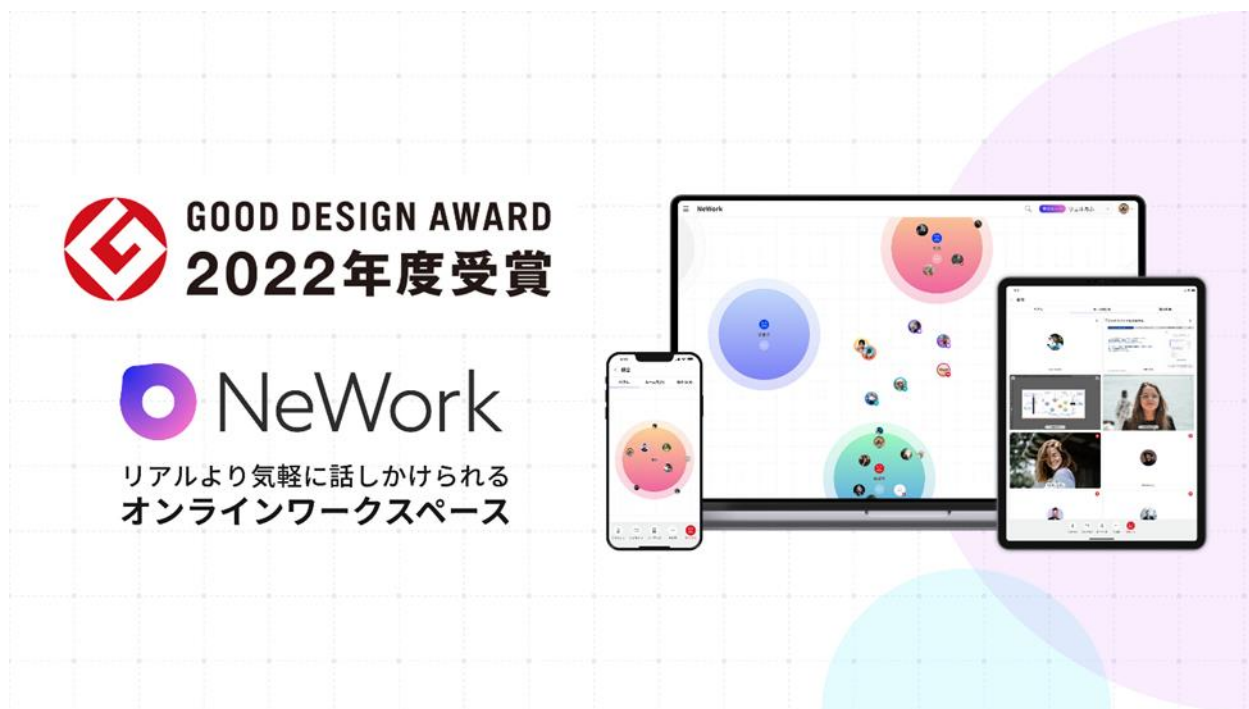 GOOD DESIGN AWARD
2022年度受賞
NeWork
リアルより気軽に話しかけられる
オンラインワークスペース
NeWork